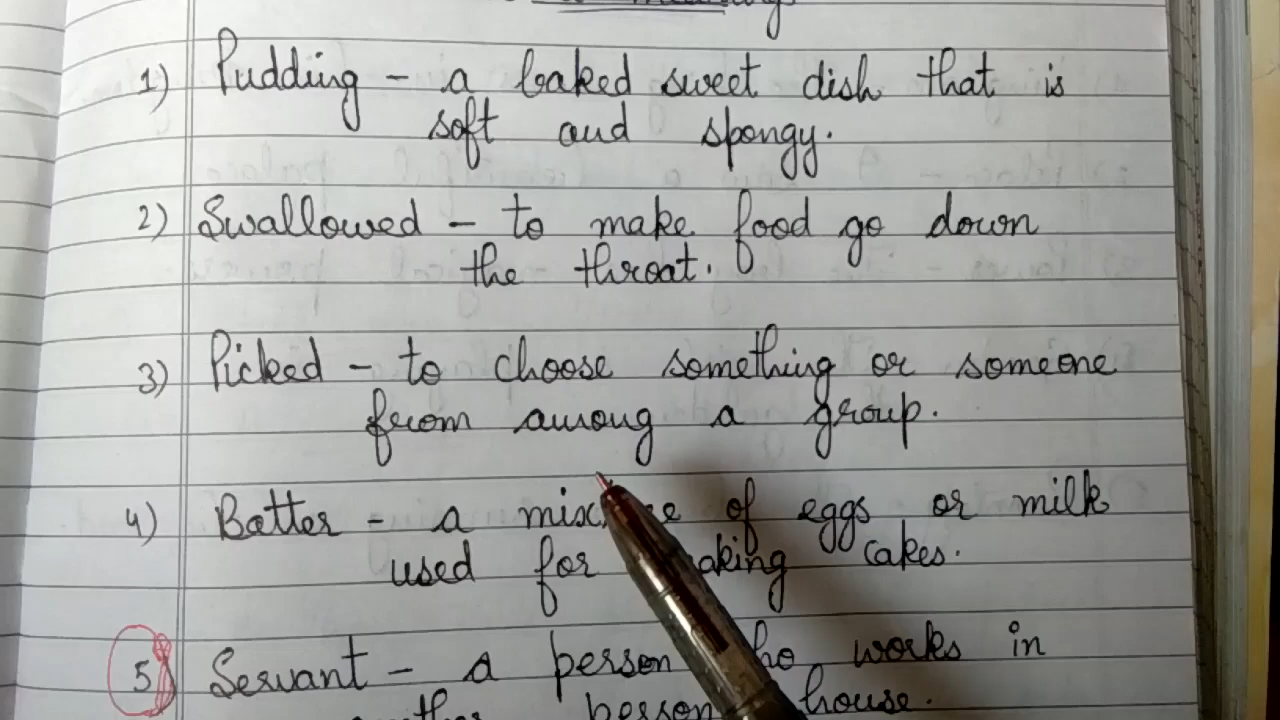 1) Pudding - a baked sweet dish that is
soft and spongy.
2) Swallowed - to make food go down
the throat.
3) Picked - to choose something or someone
from among a group.
4) Batter - a of eggs or milk
used for cakes.
5) Servant - a person works in
person house.